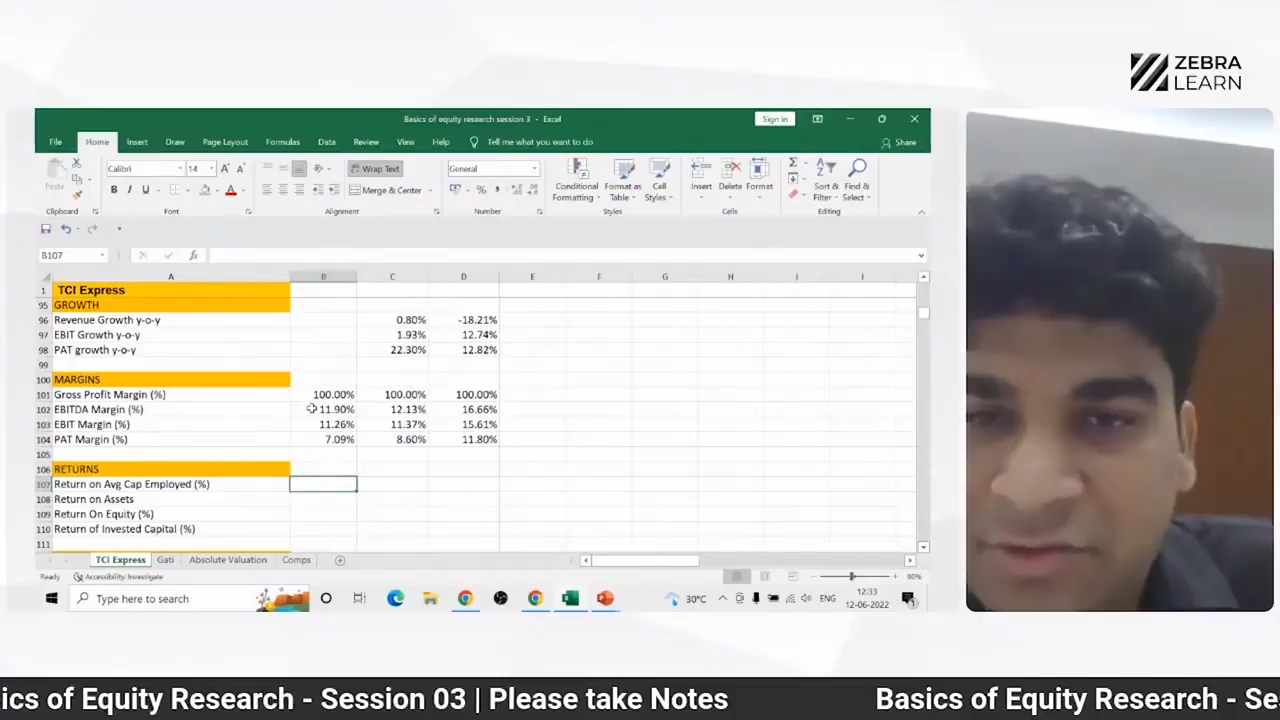 ZEBRA
LEARN
Basics of equity research session 3 - Excel
Sign in
File Home Insert Draw Page Layout Formulas Data Review View Help Tell me what you want to do Share
Paste
Calibri 14
Wrap Text
General
Merge & Center
Conditional Formatting
Format as Table
Cell Styles
Insert Delete Format
Sort & Filter
Find & Select
Clipboard Font Alignment Number Styles Cells Editing
B107 fx
A B C D E F G H I J
1 TCI Express
95 GROWTH
96 Revenue Growth y-o-y 0.80% -18.21%
97 EBIT Growth y-o-y 1.93% 12.74%
98 PAT growth y-o-y 22.30% 12.82%
99
100 MARGINS
101 Gross Profit Margin (%) 100.00% 100.00% 100.00%
102 EBITDA Margin (%) 11.90% 12.13% 16.66%
103 EBIT Margin (%) 11.26% 11.37% 15.61%
104 PAT Margin (%) 7.09% 8.60% 11.80%
105
106 RETURNS
107 Return on Avg Cap Employed (%)
108 Return on Assets
109 Return On Equity (%)
110 Return of Invested Capital (%)
111
TCI Express Gati Absolute Valuation Comps
Ready Accessibility: Investigate 90%
Type here to search
30°C ENG 12:33
12-06-2022
ics of Equity Research - Session 03 | Please take Notes Basics of Equity Research - Se